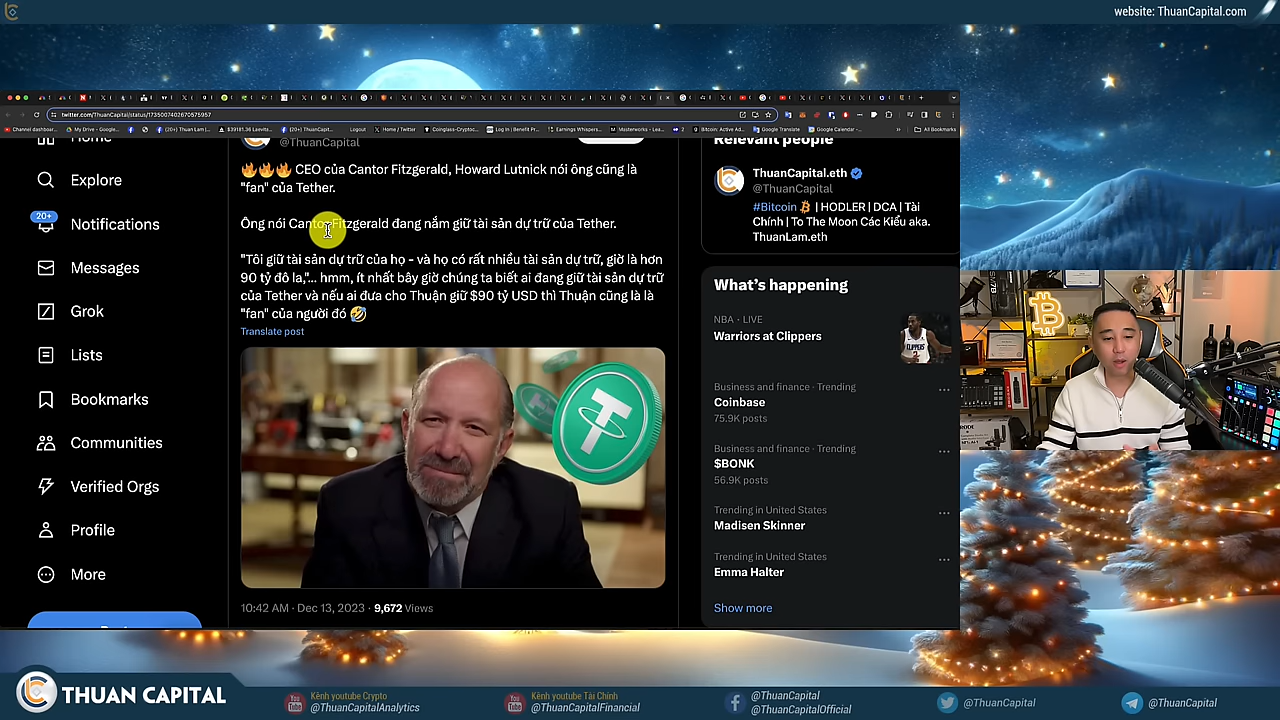 website: ThuanCapital.com
twitter.com/ThuanCapital/status/1735007402670575957
Home
Explore
20+
Notifications
Messages
Grok
Lists
Bookmarks
Communities
Verified Orgs
Profile
More
@ThuanCapital
🔥🔥🔥 CEO của Cantor Fitzgerald, Howard Lutnick nói ông cũng là
"fan" của Tether.
Ông nói Cantor Fitzgerald đang nắm giữ tài sản dự trữ của Tether.
"Tôi giữ tài sản dự trữ của họ - và họ có rất nhiều tài sản dự trữ, giờ là hơn
90 tỷ đô la,"... hmm, ít nhất bây giờ chúng ta biết ai đang giữ tài sản dự trữ
của Tether và nếu ai đưa cho Thuận giữ $90 tỷ USD thì Thuận cũng là là
"fan" của người đó 🤣
Translate post
10:42 AM · Dec 13, 2023 · 9,672 Views
Relevant people
ThuanCapital.eth
@ThuanCapital
#Bitcoin | HODLER | DCA | Tài
Chính | To The Moon Các Kiểu aka.
ThuanLam.eth
What's happening
NBA · LIVE
Warriors at Clippers
Business and finance · Trending
Coinbase
75.9K posts
Business and finance · Trending
$BONK
56.9K posts
Trending in United States
Madisen Skinner
Trending in United States
Emma Halter
Show more
THUAN CAPITAL
Kênh youtube Crypto
@ThuanCapitalAnalytics
Kênh youtube Tài Chính
@ThuanCapitalFinancial
@ThuanCapital
@ThuanCapitalOfficial
@ThuanCapital
@ThuanCapital